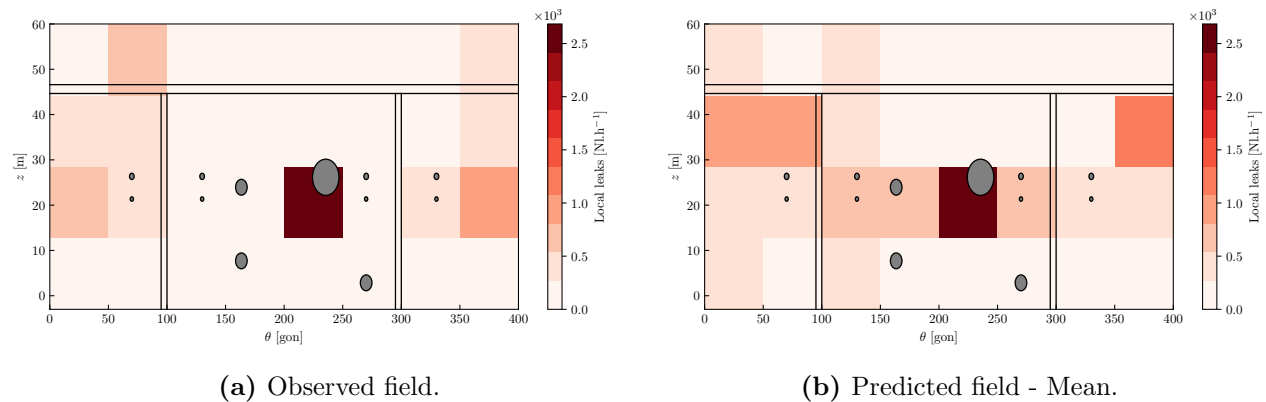 ×10³
60
50
40
30
20
10
0
z [m]
0 50 100 150 200 250 300 350 400
θ [gon]
2.5
2.0
1.5
1.0
0.5
0.0
Local leaks [Nl.h⁻¹]
(a) Observed field.
×10³
60
50
40
30
20
10
0
z [m]
0 50 100 150 200 250 300 350 400
θ [gon]
2.5
2.0
1.5
1.0
0.5
0.0
Local leaks [Nl.h⁻¹]
(b) Predicted field - Mean.